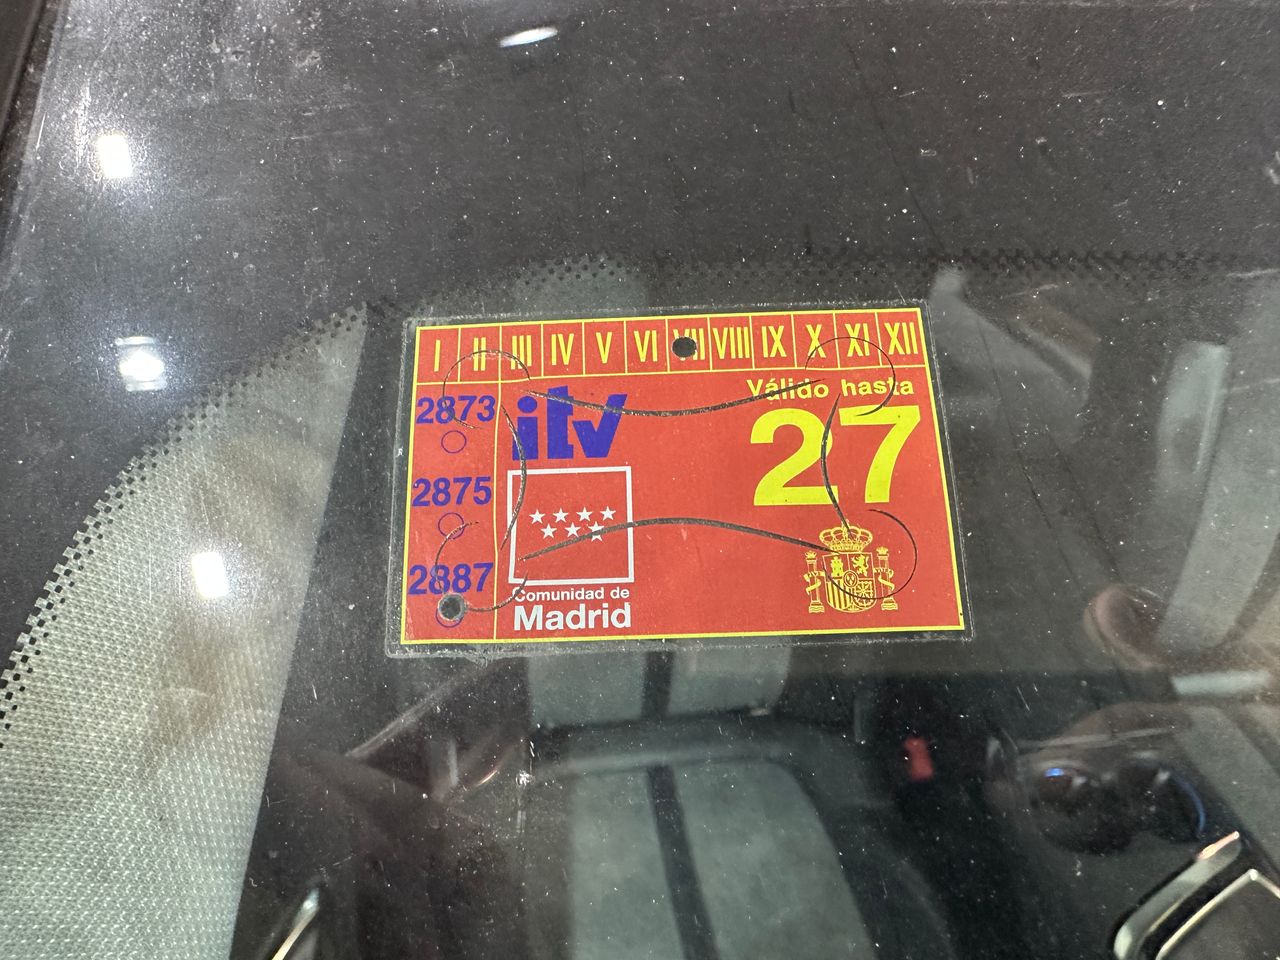 I II III IV V VI VII VIII IX X XI XII
2873
itv
Válido hasta
27
2875
2887
Comunidad de
Madrid